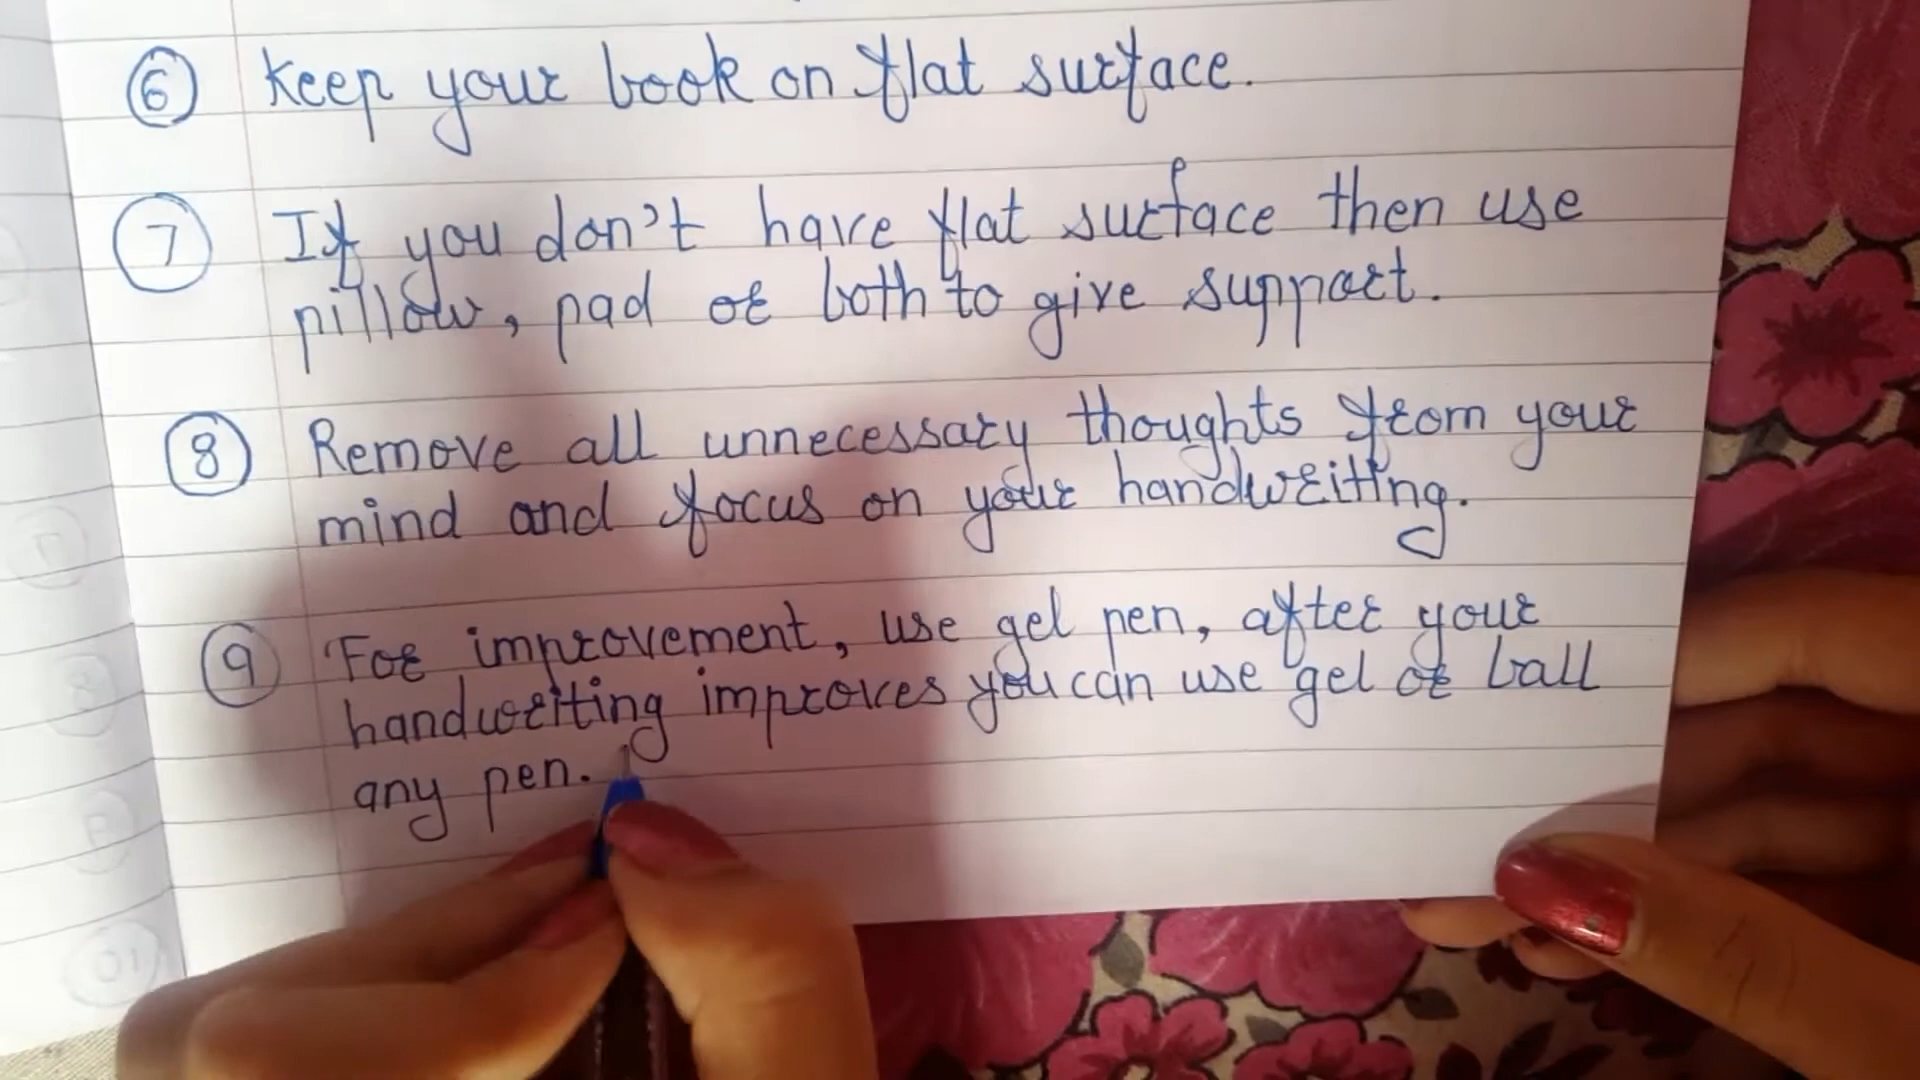 6 Keep your book on flat surface.
7 If you don't have flat surface then use
pillow, pad or both to give support.
8 Remove all unnecessary thoughts from your
mind and focus on your handwriting.
9 For improvement, use gel pen, after your
handwriting improves you can use gel or ball
any pen.
10